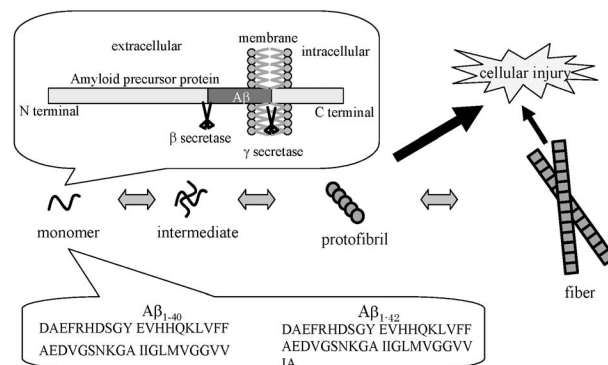 extracellular
membrane
intracellular
Amyloid precursor protein
Aβ
N terminal
C terminal
β secretase
γ secretase
cellular injury
monomer
intermediate
protofibril
fiber
Aβ1-40
DAEFRHDSGY EVHHQKLVFF
AEDVGSNKGA IIGLMVGGVV
Aβ1-42
DAEFRHDSGY EVHHQKLVFF
AEDVGSNKGA IIGLMVGGVV
IA